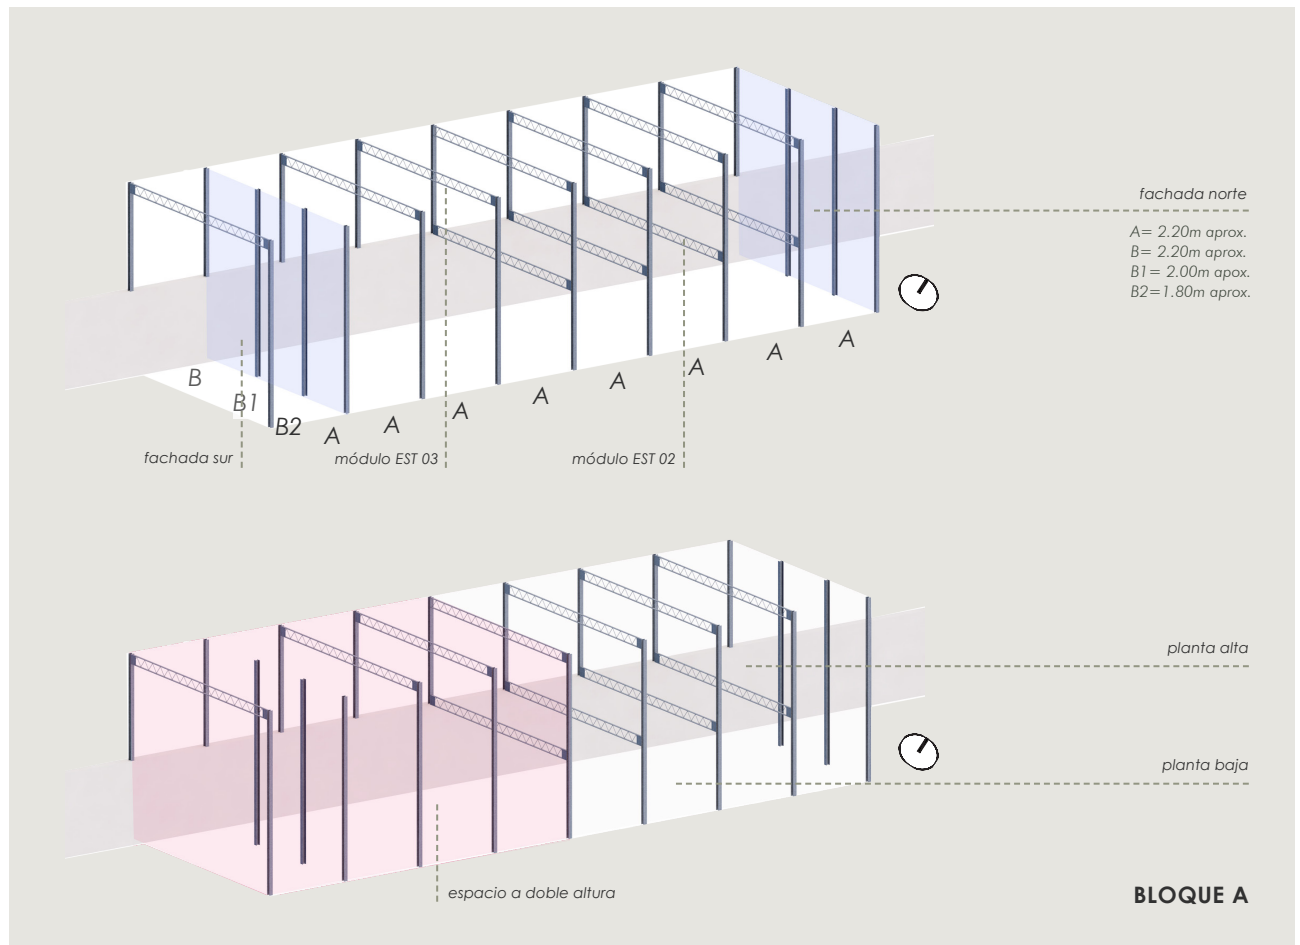 fachada norte
A= 2.20m aprox.
B= 2.20m aprox.
B1= 2.00m apox.
B2=1.80m aprox.
A
A
A
A
B
A
B1
A
A
B2
A
fachada sur
módulo EST 03
módulo EST 02
planta alta
planta baja
espacio a doble altura
BLOQUE A